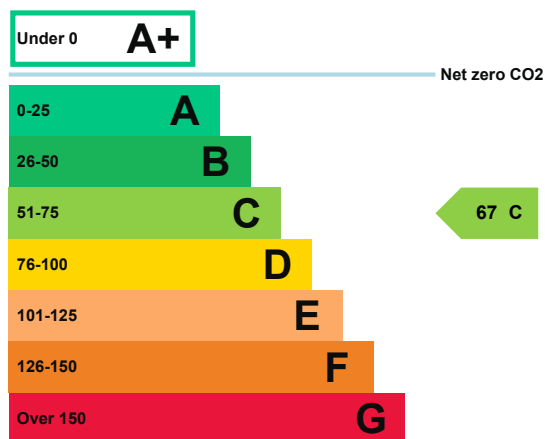 Under 0 A+
Net zero CO2
0-25 A
26-50 B
51-75 C
67 C
76-100 D
101-125 E
126-150 F
Over 150 G